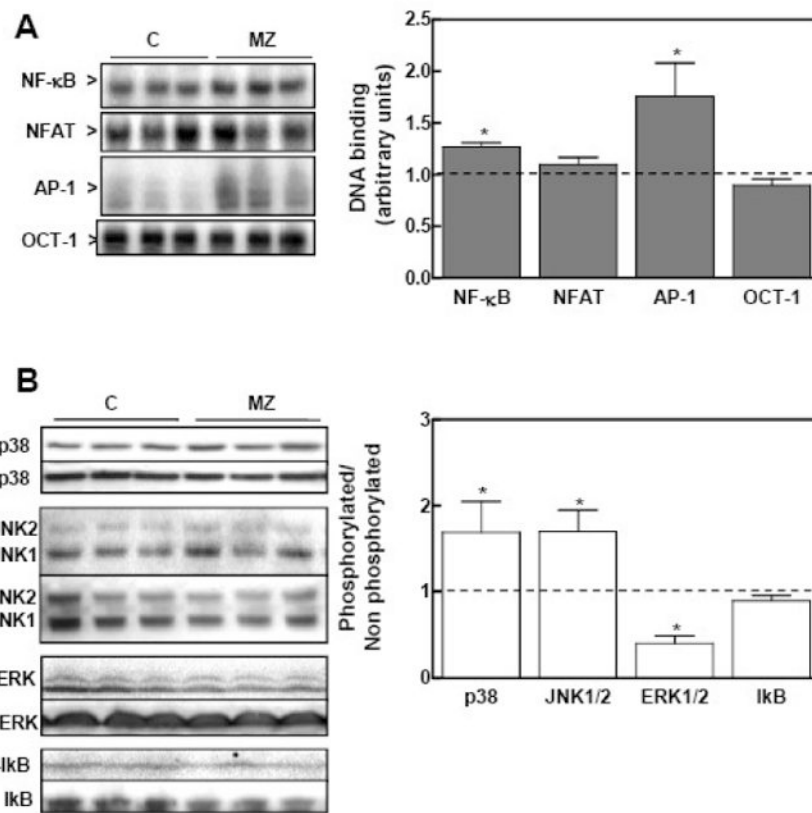 A
C MZ
NF-κB >
NFAT >
AP-1 >
OCT-1 >
DNA binding
(arbitrary units)
2.5
2.0
1.5
1.0
0.5
0.0
*
*
NF-κB NFAT AP-1 OCT-1
B
C MZ
p38
p38
NK2
NK1
NK2
NK1
ERK
ERK
IkB
IkB
Phosphorylated/
Non phosphorylated
3
2
1
0
*
*
*
p38 JNK1/2 ERK1/2 IkB